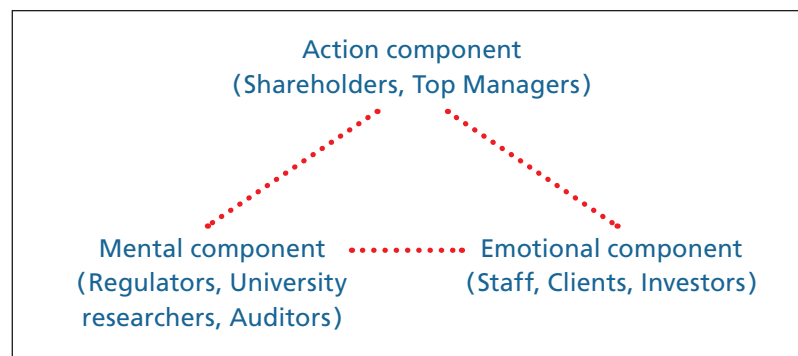 Action component
(Shareholders, Top Managers)
Mental component
(Regulators, University
researchers, Auditors)
Emotional component
(Staff, Clients, Investors)